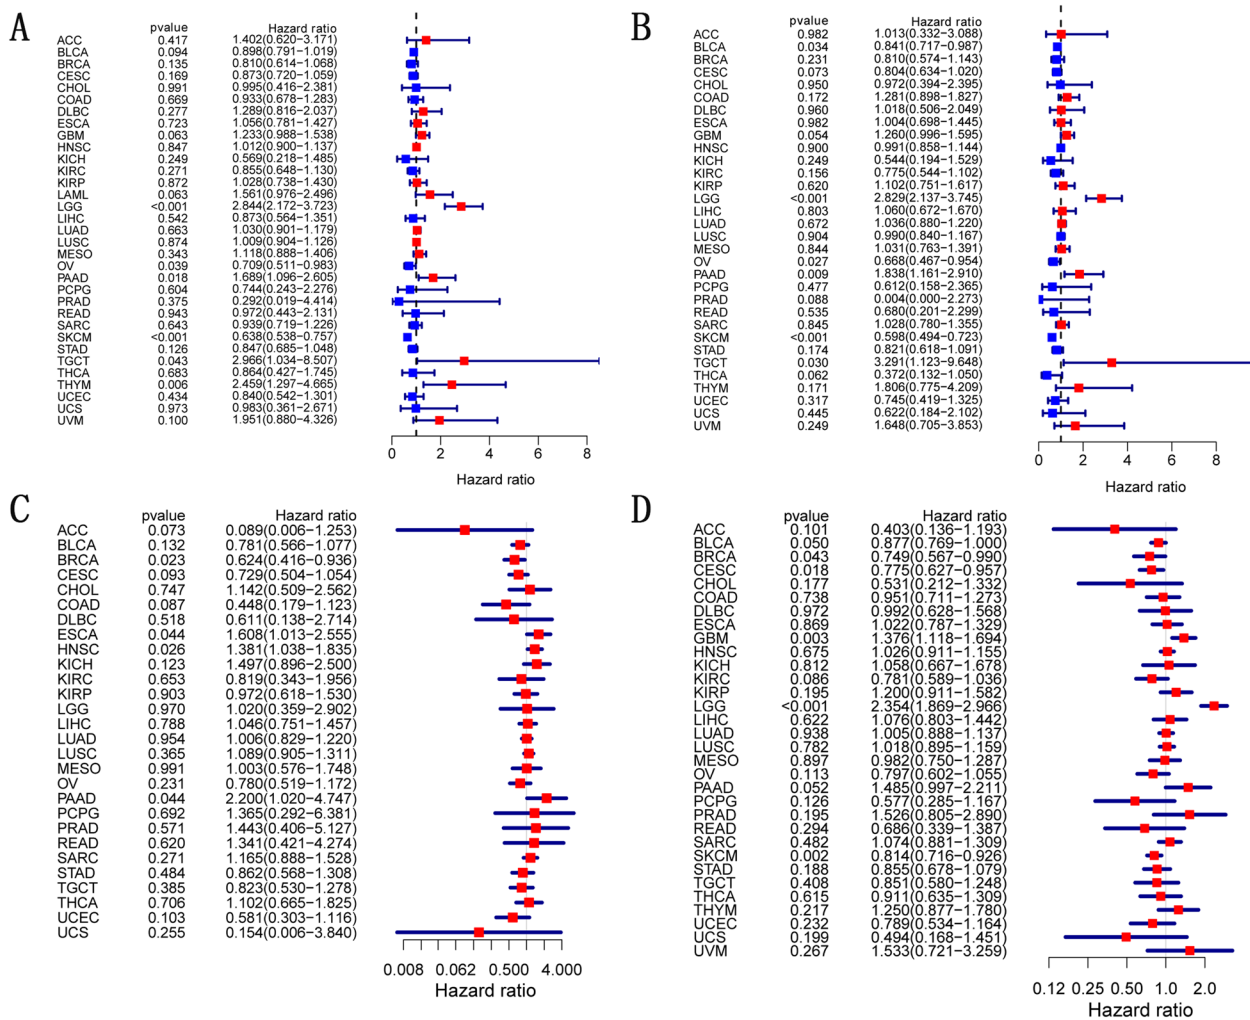 A
pvalue Hazard ratio
ACC 0.417 1.402(0.620−3.171)
BLCA 0.094 0.898(0.791−1.019)
BRCA 0.135 0.810(0.614−1.068)
CESC 0.169 0.873(0.720−1.059)
CHOL 0.991 0.995(0.416−2.381)
COAD 0.669 0.933(0.678−1.283)
DLBC 0.277 1.289(0.816−2.037)
ESCA 0.723 1.056(0.781−1.427)
GBM 0.063 1.233(0.988−1.538)
HNSC 0.847 1.012(0.900−1.137)
KICH 0.249 0.569(0.218−1.485)
KIRC 0.271 0.855(0.648−1.130)
KIRP 0.872 1.028(0.738−1.430)
LAML 0.063 1.561(0.976−2.496)
LGG <0.001 2.844(2.172−3.723)
LIHC 0.542 0.873(0.564−1.351)
LUAD 0.663 1.030(0.901−1.179)
LUSC 0.874 1.009(0.904−1.126)
MESO 0.343 1.118(0.888−1.406)
OV 0.039 0.709(0.511−0.983)
PAAD 0.018 1.689(1.096−2.605)
PCPG 0.604 0.744(0.243−2.276)
PRAD 0.375 0.292(0.019−4.414)
READ 0.943 0.972(0.443−2.131)
SARC 0.643 0.939(0.719−1.226)
SKCM <0.001 0.638(0.538−0.757)
STAD 0.126 0.847(0.685−1.048)
TGCT 0.043 2.966(1.034−8.507)
THCA 0.683 0.864(0.427−1.745)
THYM 0.006 2.459(1.297−4.665)
UCEC 0.434 0.840(0.542−1.301)
UCS 0.973 0.983(0.361−2.671)
UVM 0.100 1.951(0.880−4.326)
0 2 4 6 8
Hazard ratio
B
pvalue Hazard ratio
ACC 0.982 1.013(0.332−3.088)
BLCA 0.034 0.841(0.717−0.987)
BRCA 0.231 0.810(0.574−1.143)
CESC 0.073 0.804(0.634−1.020)
CHOL 0.950 0.972(0.394−2.395)
COAD 0.172 1.281(0.898−1.827)
DLBC 0.960 1.018(0.506−2.049)
ESCA 0.982 1.004(0.698−1.445)
GBM 0.054 1.260(0.996−1.595)
HNSC 0.900 0.991(0.858−1.144)
KICH 0.249 0.544(0.194−1.529)
KIRC 0.156 0.775(0.544−1.102)
KIRP 0.620 1.102(0.751−1.617)
LGG <0.001 2.829(2.137−3.745)
LIHC 0.803 1.060(0.672−1.670)
LUAD 0.672 1.036(0.880−1.220)
LUSC 0.904 0.990(0.840−1.167)
MESO 0.844 1.031(0.763−1.391)
OV 0.027 0.668(0.467−0.954)
PAAD 0.009 1.838(1.161−2.910)
PCPG 0.477 0.612(0.158−2.365)
PRAD 0.088 0.004(0.000−2.273)
READ 0.535 0.680(0.201−2.299)
SARC 0.845 1.028(0.780−1.355)
SKCM <0.001 0.598(0.494−0.723)
STAD 0.174 0.821(0.618−1.091)
TGCT 0.030 3.291(1.123−9.648)
THCA 0.062 0.372(0.132−1.050)
THYM 0.171 1.806(0.775−4.209)
UCEC 0.317 0.745(0.419−1.325)
UCS 0.445 0.622(0.184−2.102)
UVM 0.249 1.648(0.705−3.853)
0 2 4 6 8
Hazard ratio
C
pvalue Hazard ratio
ACC 0.073 0.089(0.006−1.253)
BLCA 0.132 0.781(0.566−1.077)
BRCA 0.023 0.624(0.416−0.936)
CESC 0.093 0.729(0.504−1.054)
CHOL 0.747 1.142(0.509−2.562)
COAD 0.087 0.448(0.179−1.123)
DLBC 0.518 0.611(0.138−2.714)
ESCA 0.044 1.608(1.013−2.555)
HNSC 0.026 1.381(1.038−1.835)
KICH 0.123 1.497(0.896−2.500)
KIRC 0.653 0.819(0.343−1.956)
KIRP 0.903 0.972(0.618−1.530)
LGG 0.970 1.020(0.359−2.902)
LIHC 0.788 1.046(0.751−1.457)
LUAD 0.954 1.006(0.829−1.220)
LUSC 0.365 1.089(0.905−1.311)
MESO 0.991 1.003(0.576−1.748)
OV 0.231 0.780(0.519−1.172)
PAAD 0.044 2.200(1.020−4.747)
PCPG 0.692 1.365(0.292−6.381)
PRAD 0.571 1.443(0.406−5.127)
READ 0.620 1.341(0.421−4.274)
SARC 0.271 1.165(0.888−1.528)
STAD 0.484 0.862(0.568−1.308)
TGCT 0.385 0.823(0.530−1.278)
THCA 0.706 1.102(0.665−1.825)
UCEC 0.103 0.581(0.303−1.116)
UCS 0.255 0.154(0.006−3.840)
0.008 0.062 0.500 4.000
Hazard ratio
D
pvalue Hazard ratio
ACC 0.101 0.403(0.136−1.193)
BLCA 0.050 0.877(0.769−1.000)
BRCA 0.043 0.749(0.567−0.990)
CESC 0.018 0.775(0.627−0.957)
CHOL 0.177 0.531(0.212−1.332)
COAD 0.738 0.951(0.711−1.273)
DLBC 0.972 0.992(0.628−1.568)
ESCA 0.869 1.022(0.787−1.329)
GBM 0.003 1.376(1.118−1.694)
HNSC 0.675 1.026(0.911−1.155)
KICH 0.812 1.058(0.667−1.678)
KIRC 0.086 0.781(0.589−1.036)
KIRP 0.195 1.200(0.911−1.582)
LGG <0.001 2.354(1.869−2.966)
LIHC 0.622 1.076(0.803−1.442)
LUAD 0.938 1.005(0.888−1.137)
LUSC 0.782 1.018(0.895−1.159)
MESO 0.897 0.982(0.750−1.287)
OV 0.113 0.797(0.602−1.055)
PAAD 0.052 1.485(0.997−2.211)
PCPG 0.126 0.577(0.285−1.167)
PRAD 0.195 1.526(0.805−2.890)
READ 0.294 0.686(0.339−1.387)
SARC 0.482 1.074(0.881−1.309)
SKCM 0.002 0.814(0.716−0.926)
STAD 0.188 0.855(0.678−1.079)
TGCT 0.408 0.851(0.580−1.248)
THCA 0.615 0.911(0.635−1.309)
THYM 0.217 1.250(0.877−1.780)
UCEC 0.232 0.789(0.534−1.164)
UCS 0.199 0.494(0.168−1.451)
UVM 0.267 1.533(0.721−3.259)
0.12 0.25 0.50 1.0 2.0
Hazard ratio